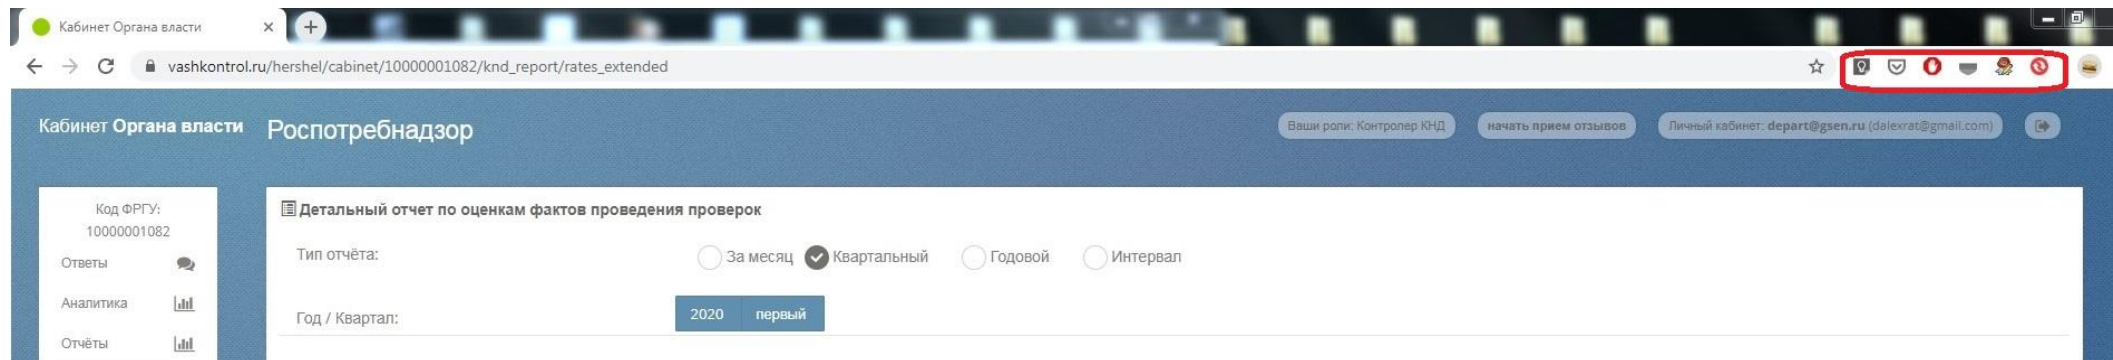 Кабинет Органа власти
vashkontrol.ru/hershel/cabinet/10000001082/knd_report/rates_extended
Кабинет Органа власти
Роспотребнадзор
Ваши роли: Контролер КНД
начать прием отзывов
Личный кабинет: depart@gsen.ru (dalexrat@gmail.com)
Код ФРГУ:
10000001082
Ответы
Аналитика
Отчёты
Детальный отчет по оценкам фактов проведения проверок
Тип отчёта:
За месяц
Квартальный
Годовой
Интервал
Год / Квартал:
2020 первый